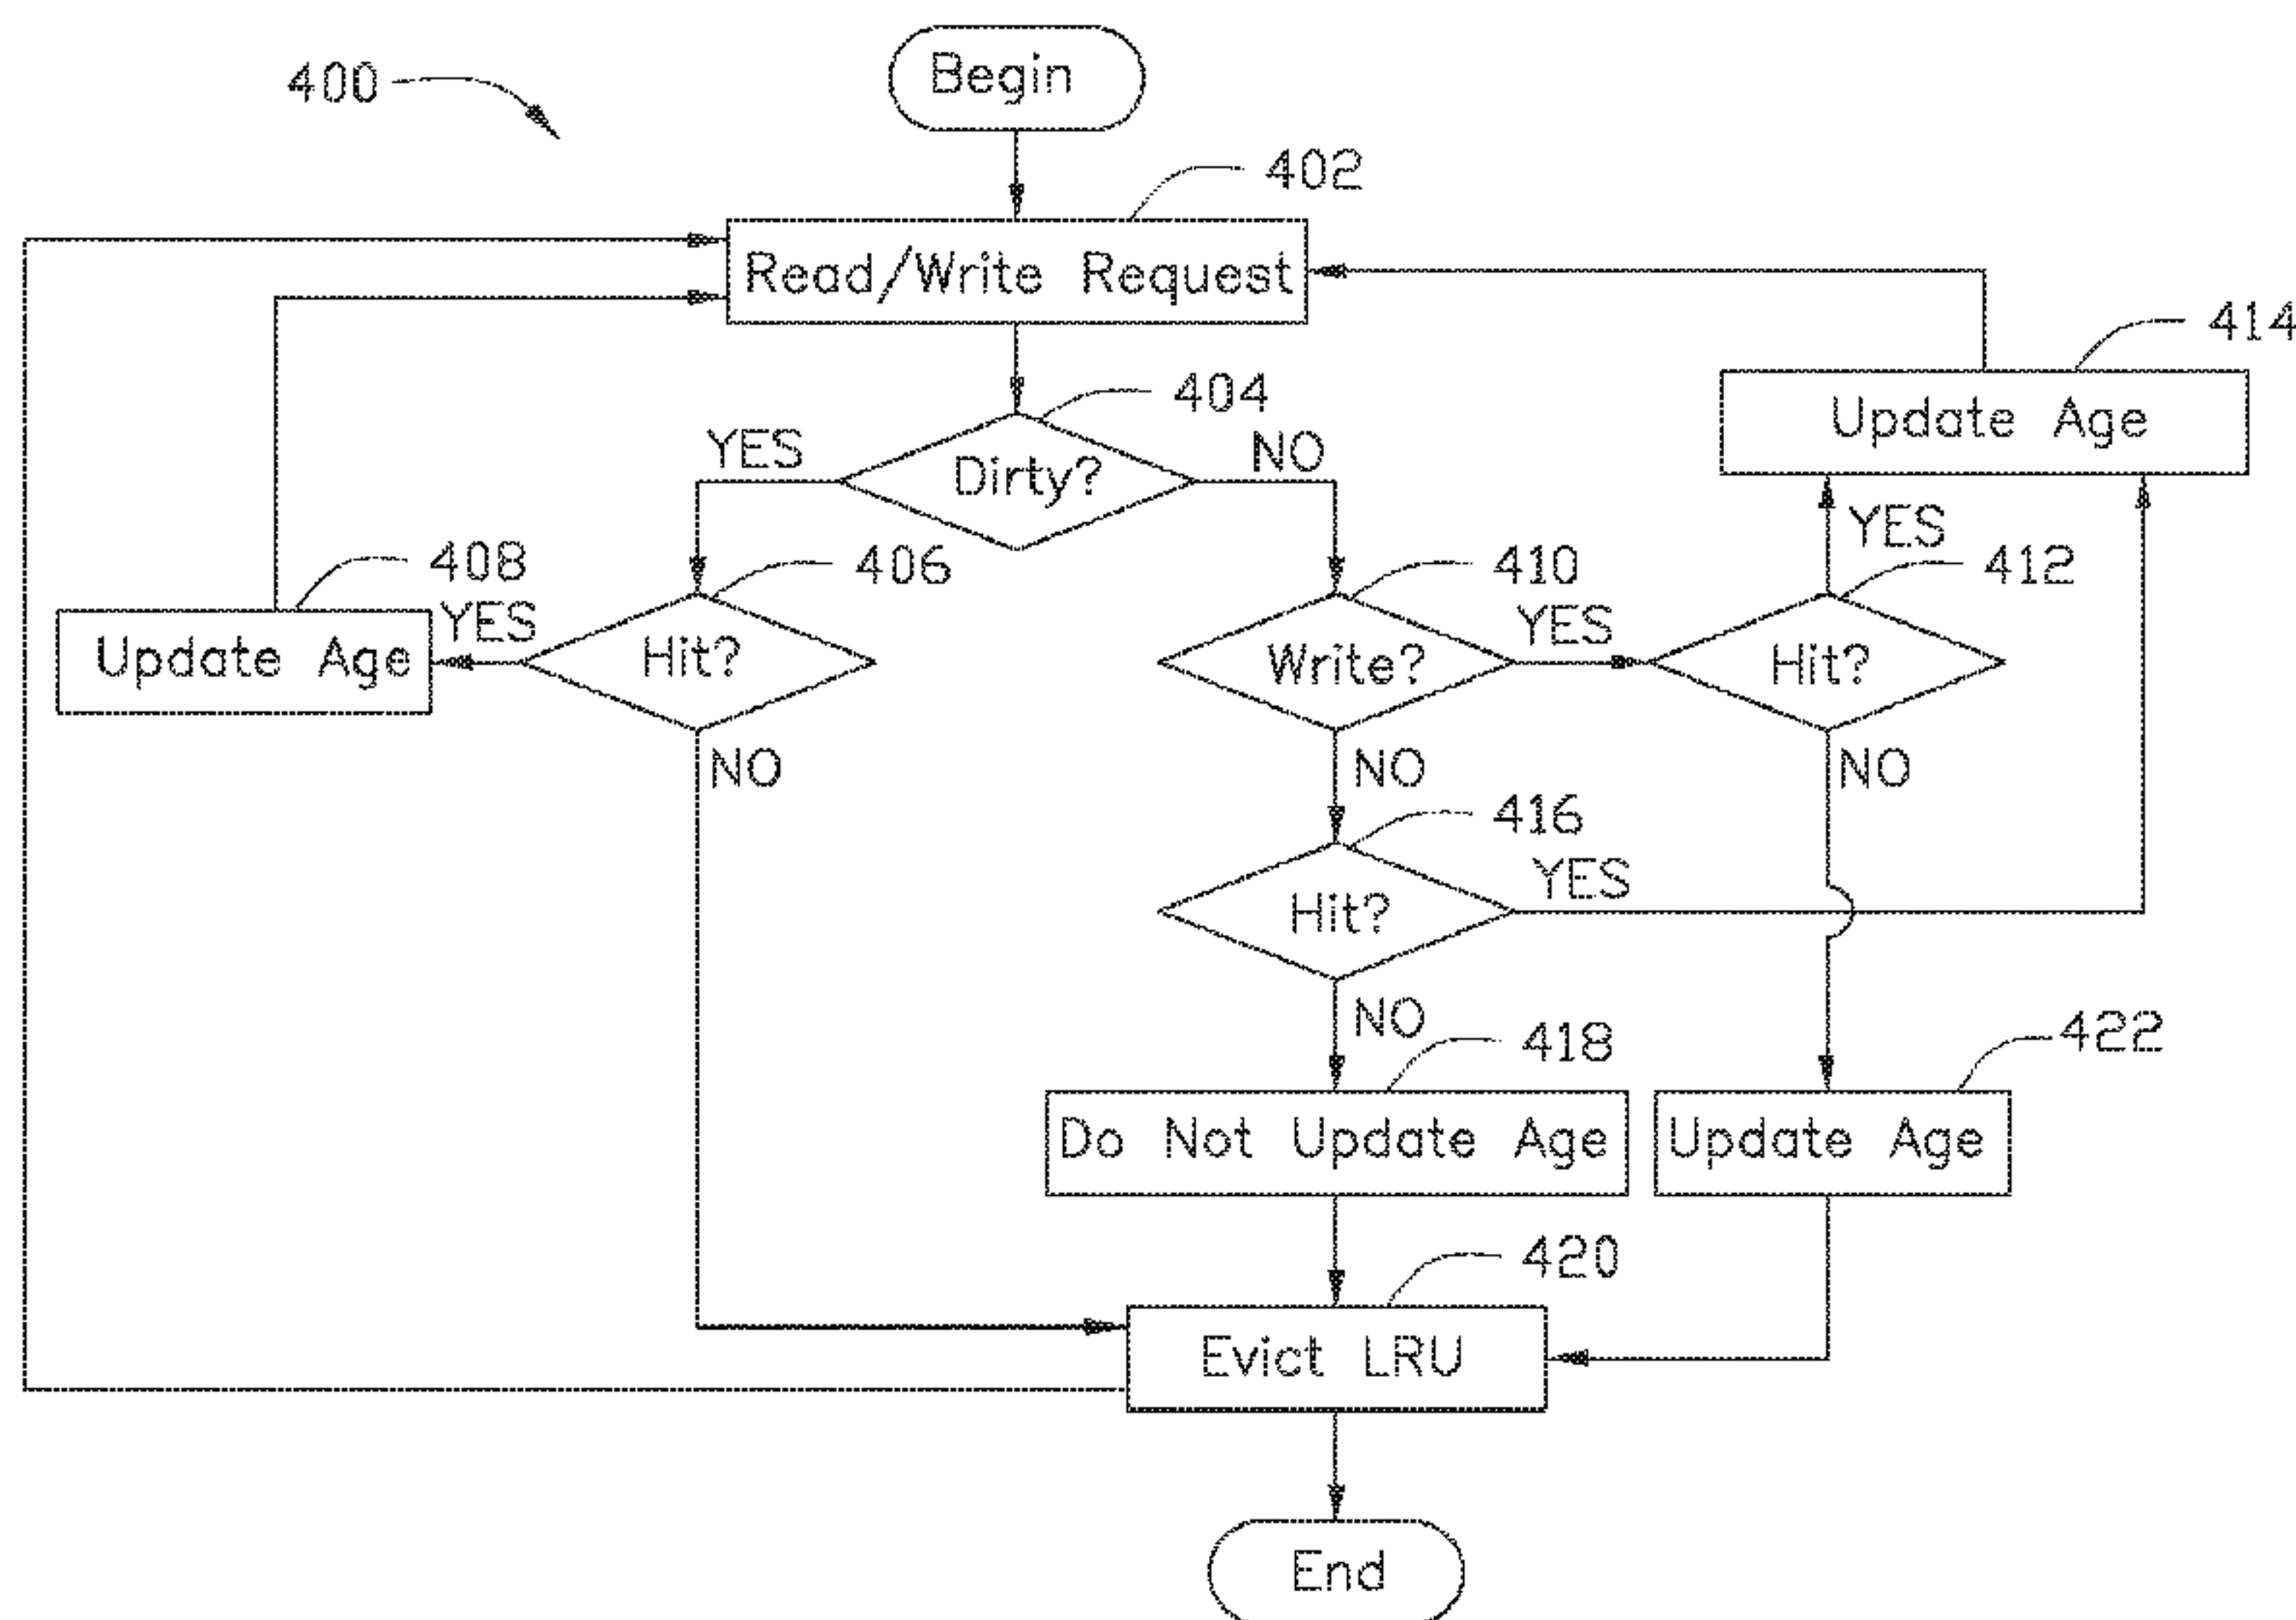 Begin
400
402
Read/Write Request
414
404
Update Age
YES
NO
Dirty?
YES
408
406
410
412
YES
YES
Update Age
Hit?
Write?
Hit?
NO
NO
NO
416
YES
Hit?
NO
418
422
Do Not Update Age
Update Age
420
Evict LRU
End